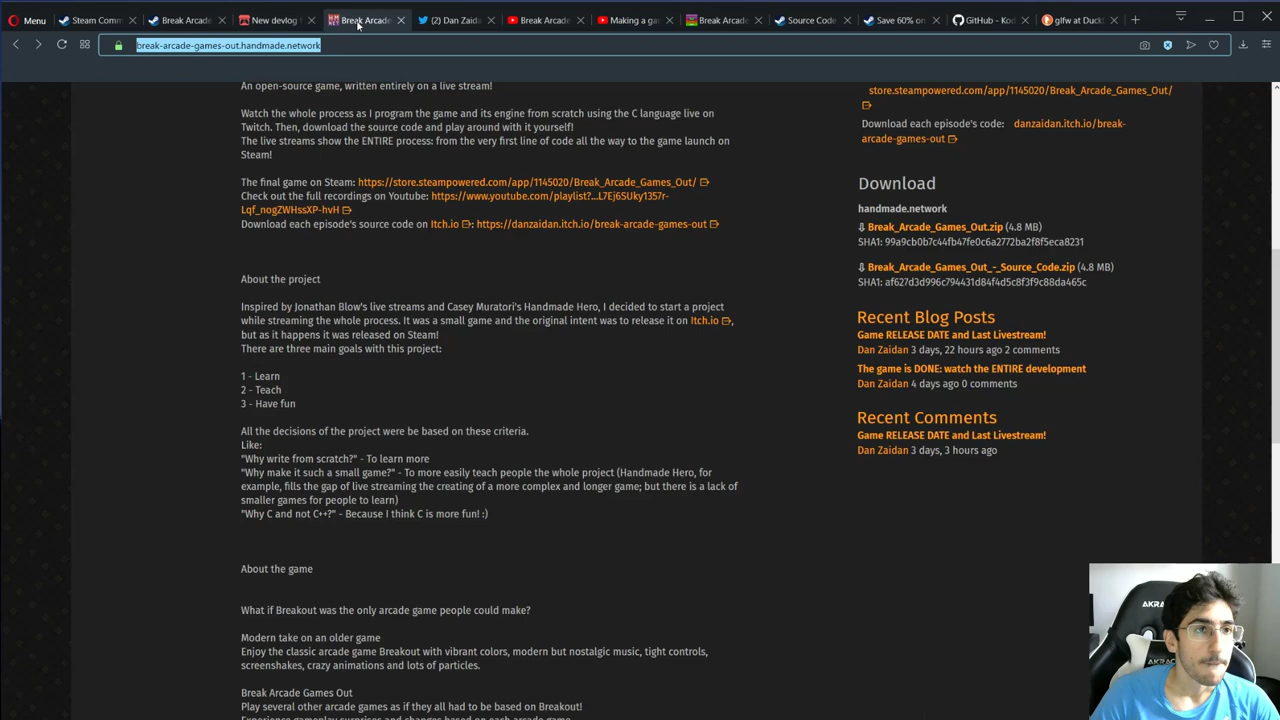 Menu
Steam Comm
Break Arcade
New devlog
Break Arcade
(2) Dan Zaida
Break Arcade
Making a ga
Break Arcade
Source Code
Save 60% on
GitHub - Kod
glfw at Duck
break-arcade-games-out.handmade.network
An open-source game, written entirely on a live stream!
Watch the whole process as I program the game and its engine from scratch using the C language live on
Twitch. Then, download the source code and play around with it yourself!
The live streams show the ENTIRE process: from the very first line of code all the way to the game launch on
Steam!
The final game on Steam: https://store.steampowered.com/app/1145020/Break_Arcade_Games_Out/
Check out the full recordings on Youtube: https://www.youtube.com/playlist?...L7Ej6SUky1357r-
Lqf_nogZWHssXP-hvH
Download each episode's source code on Itch.io : https://danzaidan.itch.io/break-arcade-games-out
About the project
Inspired by Jonathan Blow's live streams and Casey Muratori's Handmade Hero, I decided to start a project
while streaming the whole process. It was a small game and the original intent was to release it on Itch.io ,
but as it happens it was released on Steam!
There are three main goals with this project:
1 - Learn
2 - Teach
3 - Have fun
All the decisions of the project were be based on these criteria.
Like:
"Why write from scratch?" - To learn more
"Why make it such a small game?" - To more easily teach people the whole project (Handmade Hero, for
example, fills the gap of live streaming the creating of a more complex and longer game; but there is a lack of
smaller games for people to learn)
"Why C and not C++?" - Because I think C is more fun! :)
About the game
What if Breakout was the only arcade game people could make?
Modern take on an older game
Enjoy the classic arcade game Breakout with vibrant colors, modern but nostalgic music, tight controls,
screenshakes, crazy animations and lots of particles.
Break Arcade Games Out
Play several other arcade games as if they all had to be based on Breakout!
Experience gameplay surprises and changes based on each arcade game
store.steampowered.com/app/1145020/Break_Arcade_Games_Out/
Download each episode's code: danzaidan.itch.io/break-
arcade-games-out
Download
handmade.network
Break_Arcade_Games_Out.zip (4.8 MB)
SHA1: 99a9cb0b7c44fb47fe0c6a2772ba2f8f5eca8231
Break_Arcade_Games_Out_-_Source_Code.zip (4.8 MB)
SHA1: af627d3d996c794431d84f4d5c8f3f9c88da465c
Recent Blog Posts
Game RELEASE DATE and Last Livestream!
Dan Zaidan 3 days, 22 hours ago 2 comments
The game is DONE: watch the ENTIRE development
Dan Zaidan 4 days ago 0 comments
Recent Comments
Game RELEASE DATE and Last Livestream!
Dan Zaidan 3 days, 3 hours ago